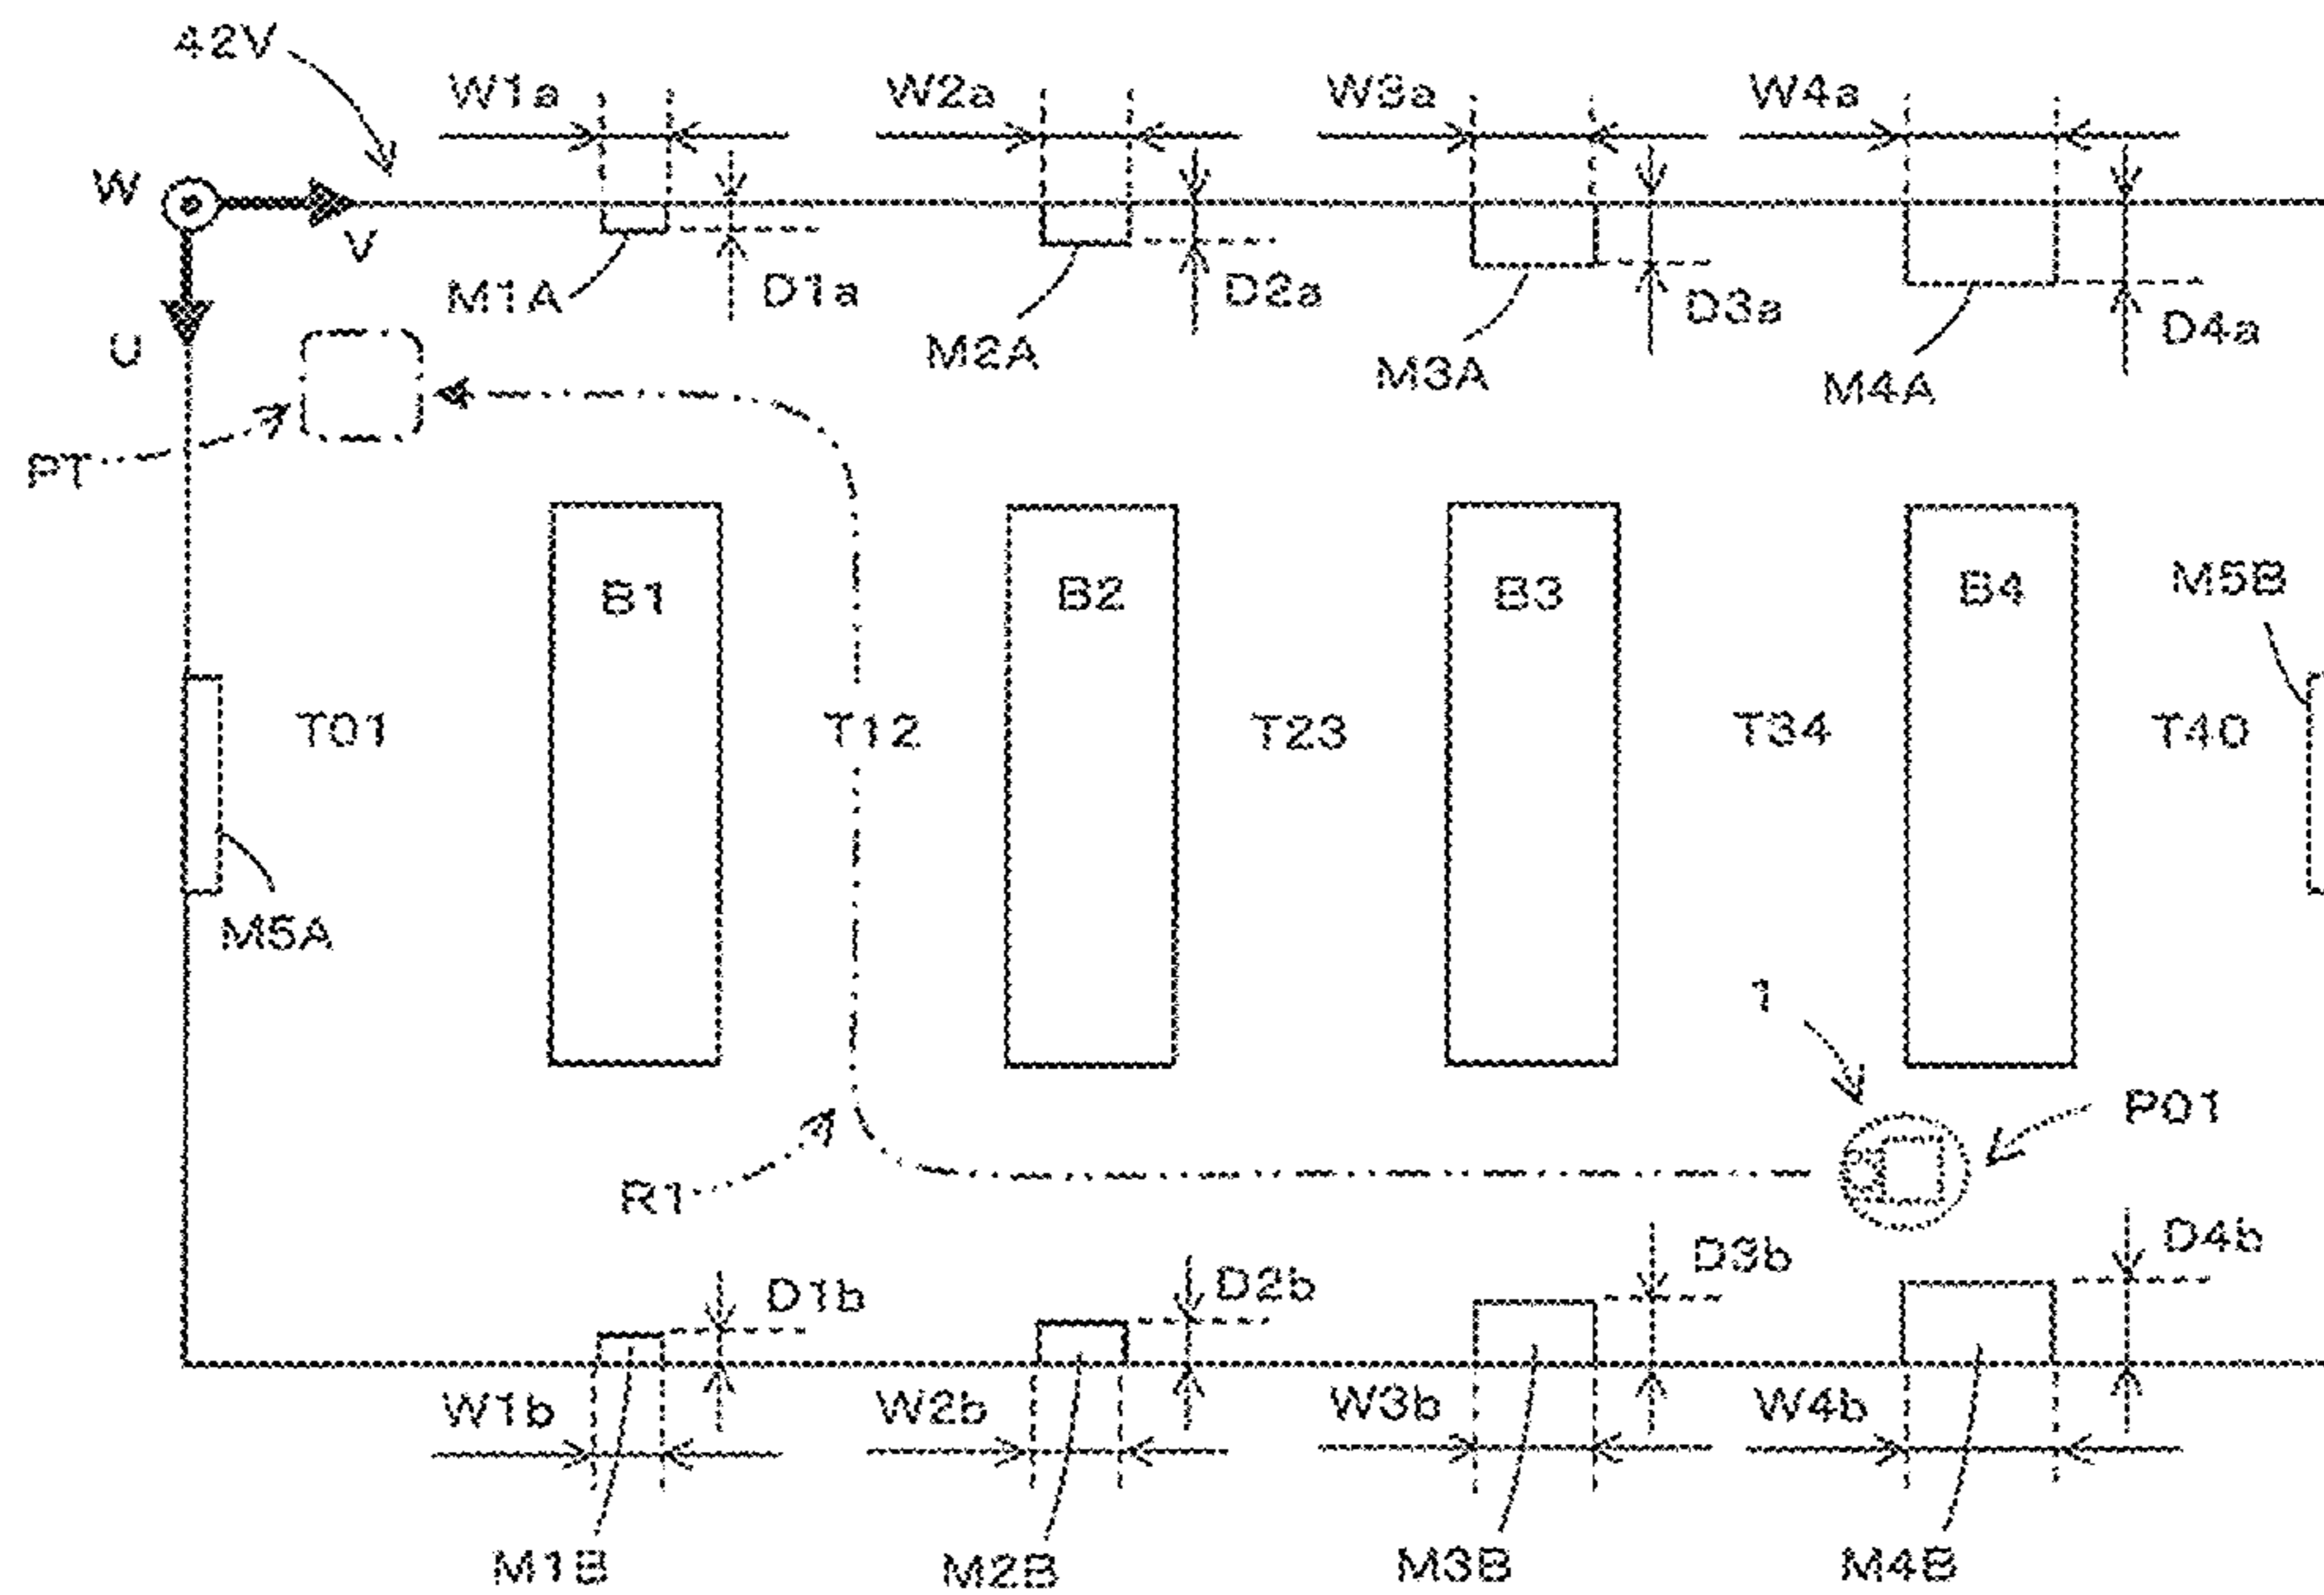 42V
W1a W2a W3a W4a
W
V
M1A D1a D2a D3a D4a
U M2A M3A M4A
PT
B1 B2 B3 B4 M5B
T01 T12 T23 T34 T40
M5A
1
P01
R1
D1b D2b D3b D4b
W1b W2b W3b W4b
M1B M2B M3B M4B